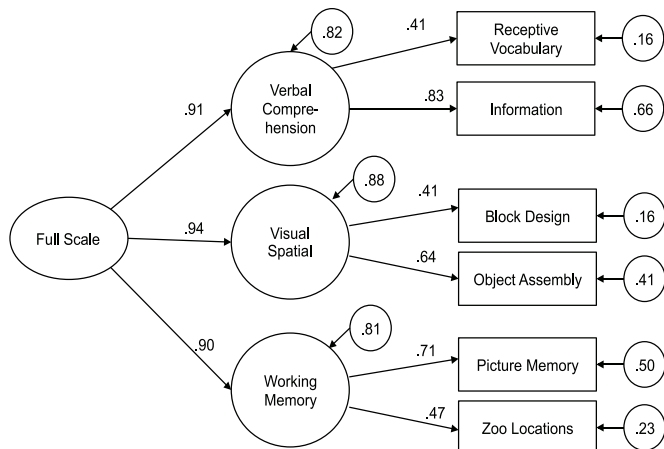 .82
.41
Receptive
Vocabulary
.16
Verbal
Compre-
hension
.91
.83
Information
.66
.88
.41
Block Design
.16
Full Scale
.94
Visual
Spatial
.64
Object Assembly
.41
.81
.90
.71
Picture Memory
.50
Working
Memory
.47
Zoo Locations
.23